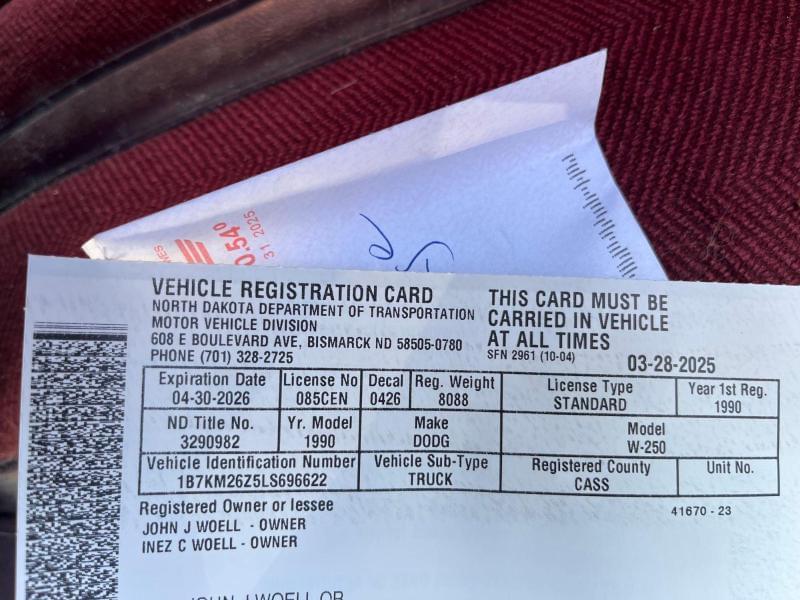 0.54⁰
31 2025
VEHICLE REGISTRATION CARD
NORTH DAKOTA DEPARTMENT OF TRANSPORTATION
MOTOR VEHICLE DIVISION
608 E BOULEVARD AVE, BISMARCK ND 58505-0780
PHONE (701) 328-2725
THIS CARD MUST BE
CARRIED IN VEHICLE
AT ALL TIMES
SFN 2961 (10-04)
03-28-2025
Expiration Date License No Decal Reg. Weight License Type Year 1st Reg.
04-30-2026 085CEN 0426 8088 STANDARD 1990
ND Title No. Yr. Model Make Model
3290982 1990 DODG W-250
Vehicle Identification Number Vehicle Sub-Type Registered County Unit No.
1B7KM26Z5LS696622 TRUCK CASS
41670 - 23
Registered Owner or lessee
JOHN J WOELL - OWNER
INEZ C WOELL - OWNER
JOHN J WOELL OR